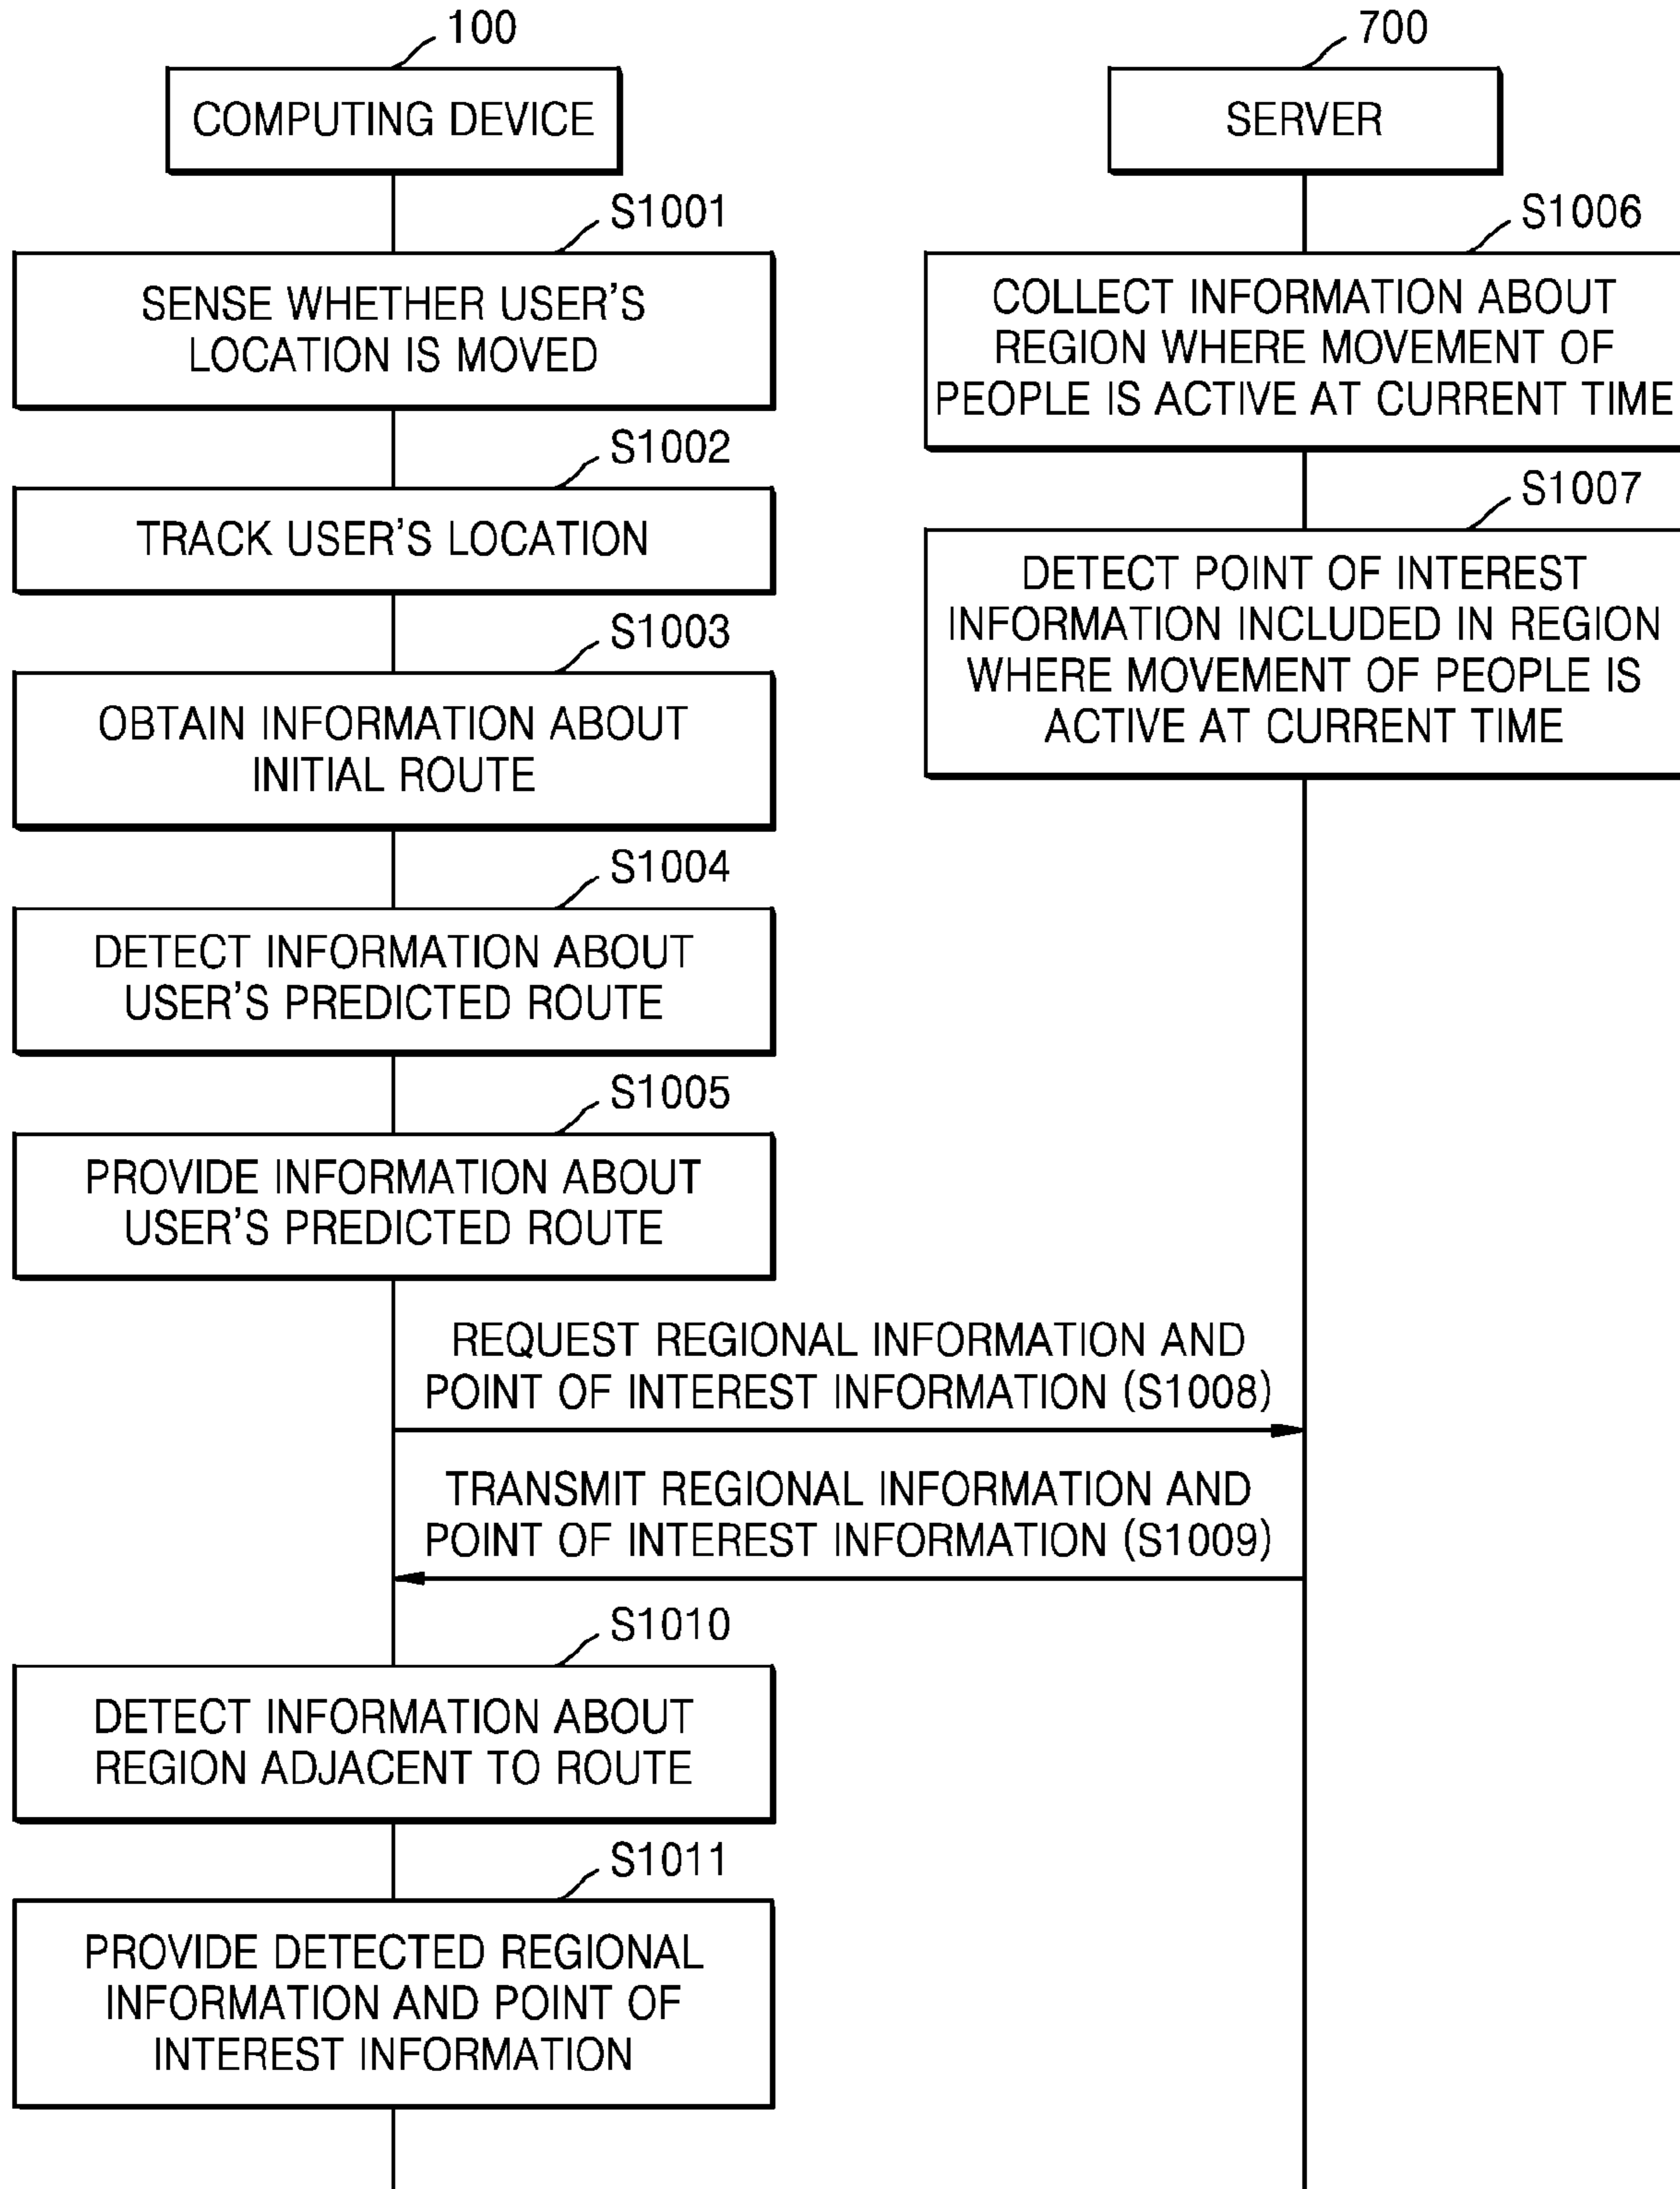 100
COMPUTING DEVICE
700
SERVER
S1001
SENSE WHETHER USER'S
LOCATION IS MOVED
S1002
TRACK USER'S LOCATION
S1003
OBTAIN INFORMATION ABOUT
INITIAL ROUTE
S1004
DETECT INFORMATION ABOUT
USER'S PREDICTED ROUTE
S1005
PROVIDE INFORMATION ABOUT
USER'S PREDICTED ROUTE
S1006
COLLECT INFORMATION ABOUT
REGION WHERE MOVEMENT OF
PEOPLE IS ACTIVE AT CURRENT TIME
S1007
DETECT POINT OF INTEREST
INFORMATION INCLUDED IN REGION
WHERE MOVEMENT OF PEOPLE IS
ACTIVE AT CURRENT TIME
REQUEST REGIONAL INFORMATION AND
POINT OF INTEREST INFORMATION (S1008)
TRANSMIT REGIONAL INFORMATION AND
POINT OF INTEREST INFORMATION (S1009)
S1010
DETECT INFORMATION ABOUT
REGION ADJACENT TO ROUTE
S1011
PROVIDE DETECTED REGIONAL
INFORMATION AND POINT OF
INTEREST INFORMATION